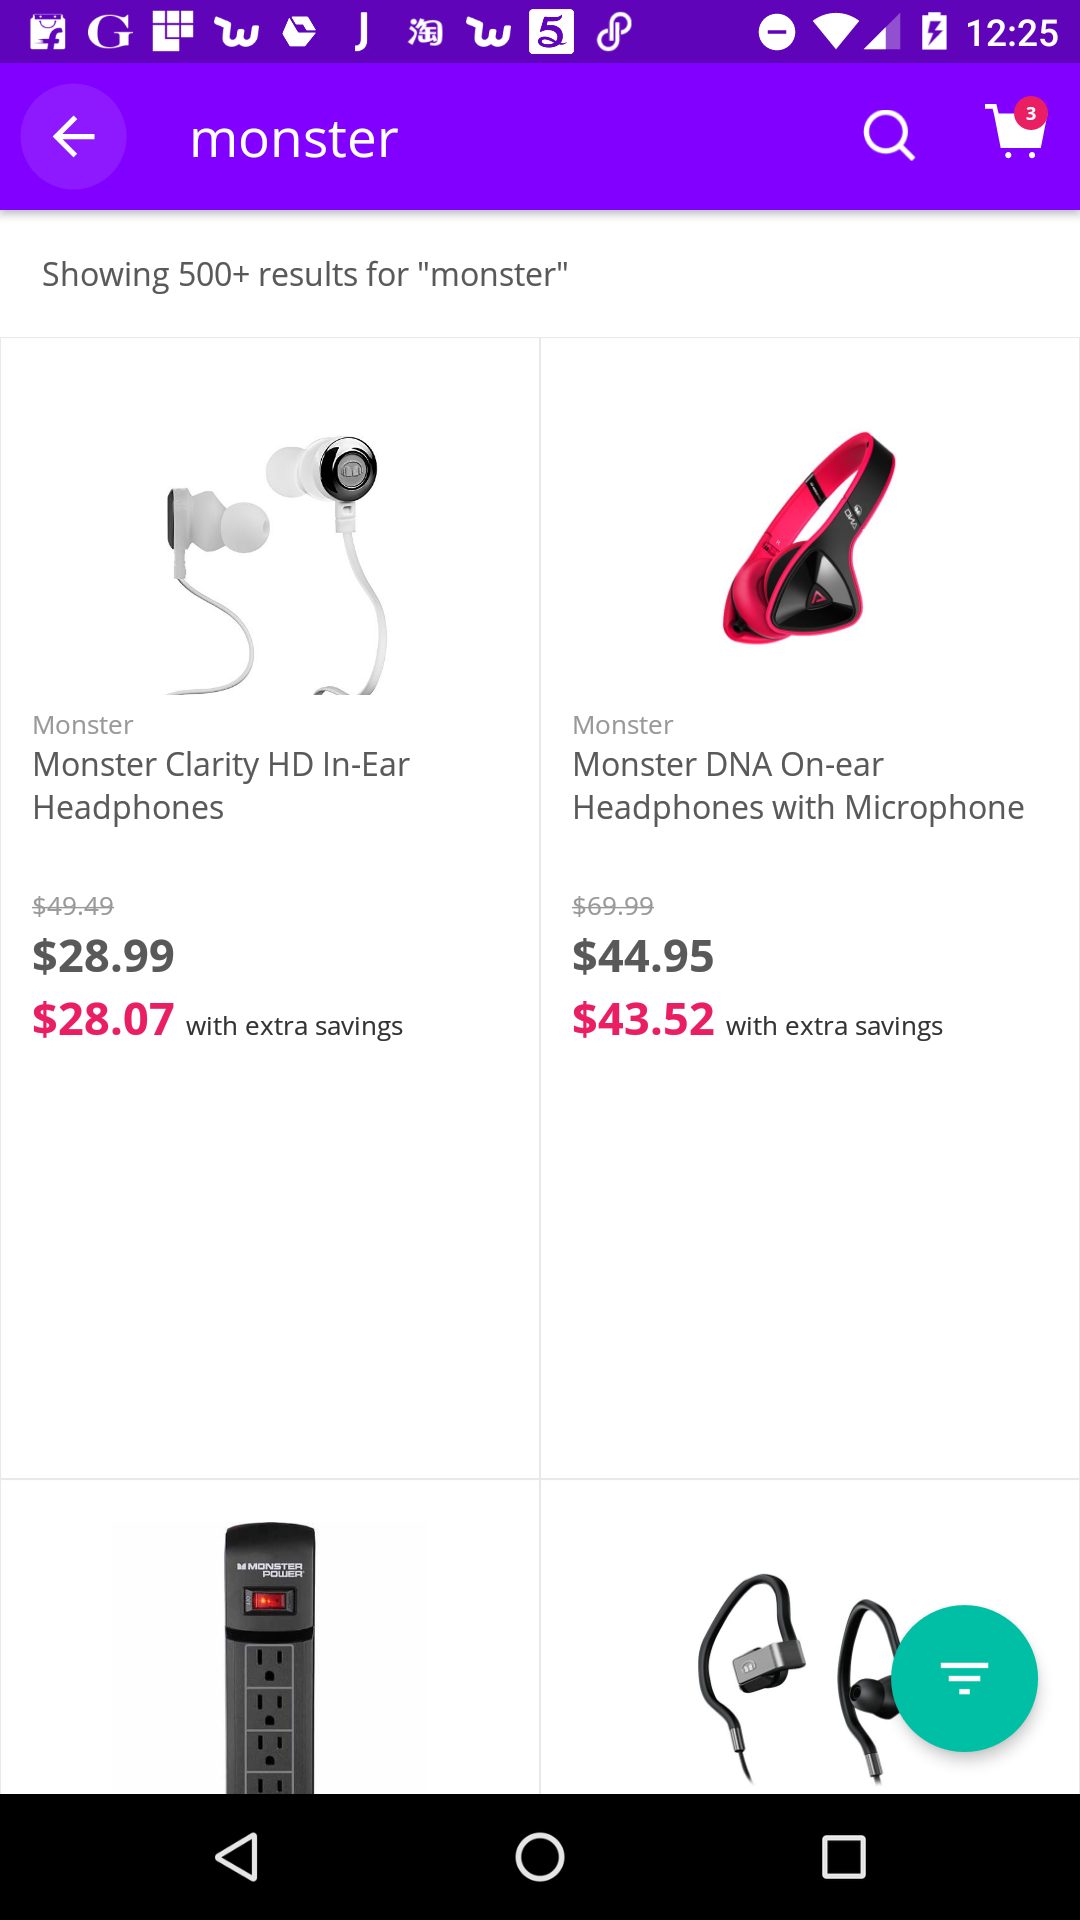 12:25
monster
3
Showing 500+ results for "monster"
Monster
Monster Clarity HD In-Ear
Headphones
$49.49
$28.99
$28.07 with extra savings
Monster
Monster DNA On-ear
Headphones with Microphone
$69.99
$44.95
$43.52 with extra savings
DNA
MONSTER
POWER